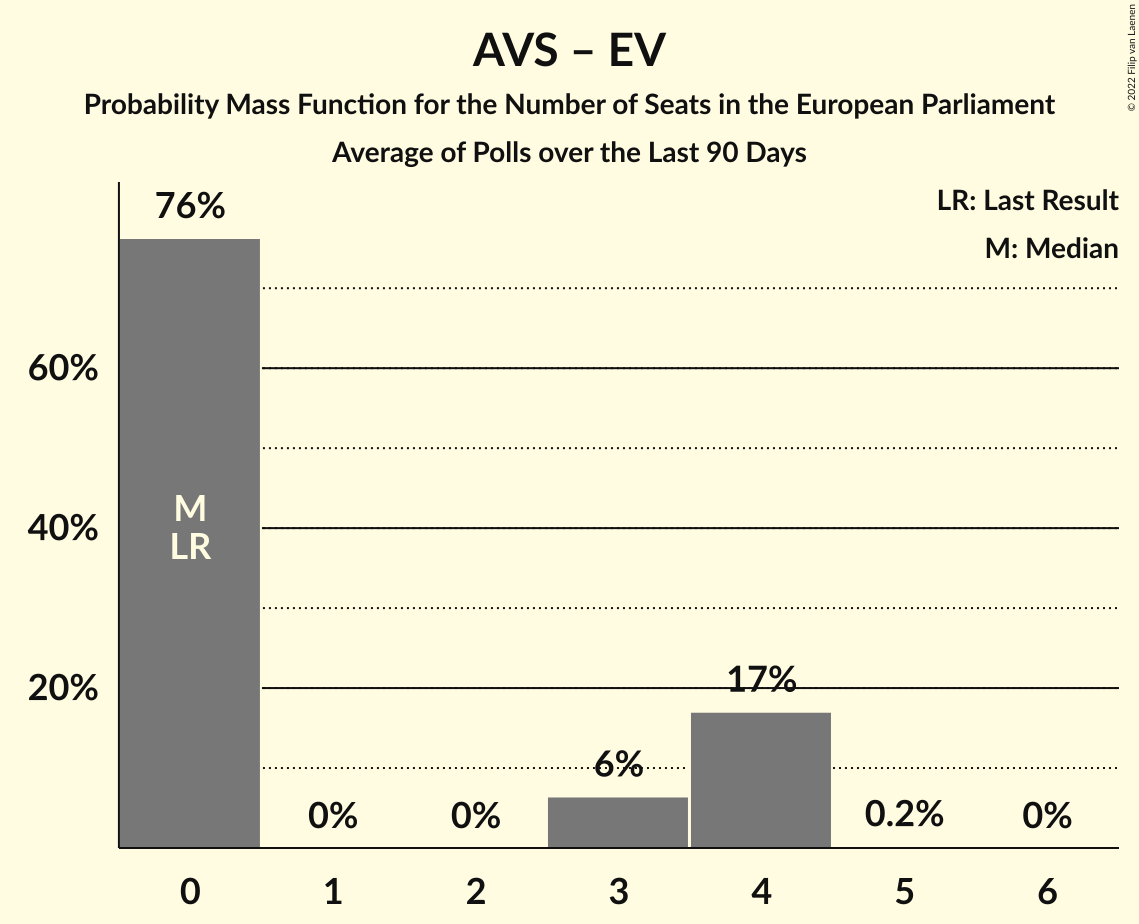 AVS – EV
Probability Mass Function for the Number of Seats in the European Parliament
Average of Polls over the Last 90 Days
© 2022 Filip van Laenen
LR: Last Result
M: Median
76%
60%
M
LR
40%
20%
17%
6%
0%
0%
0.2%
0%
0 1 2 3 4 5 6